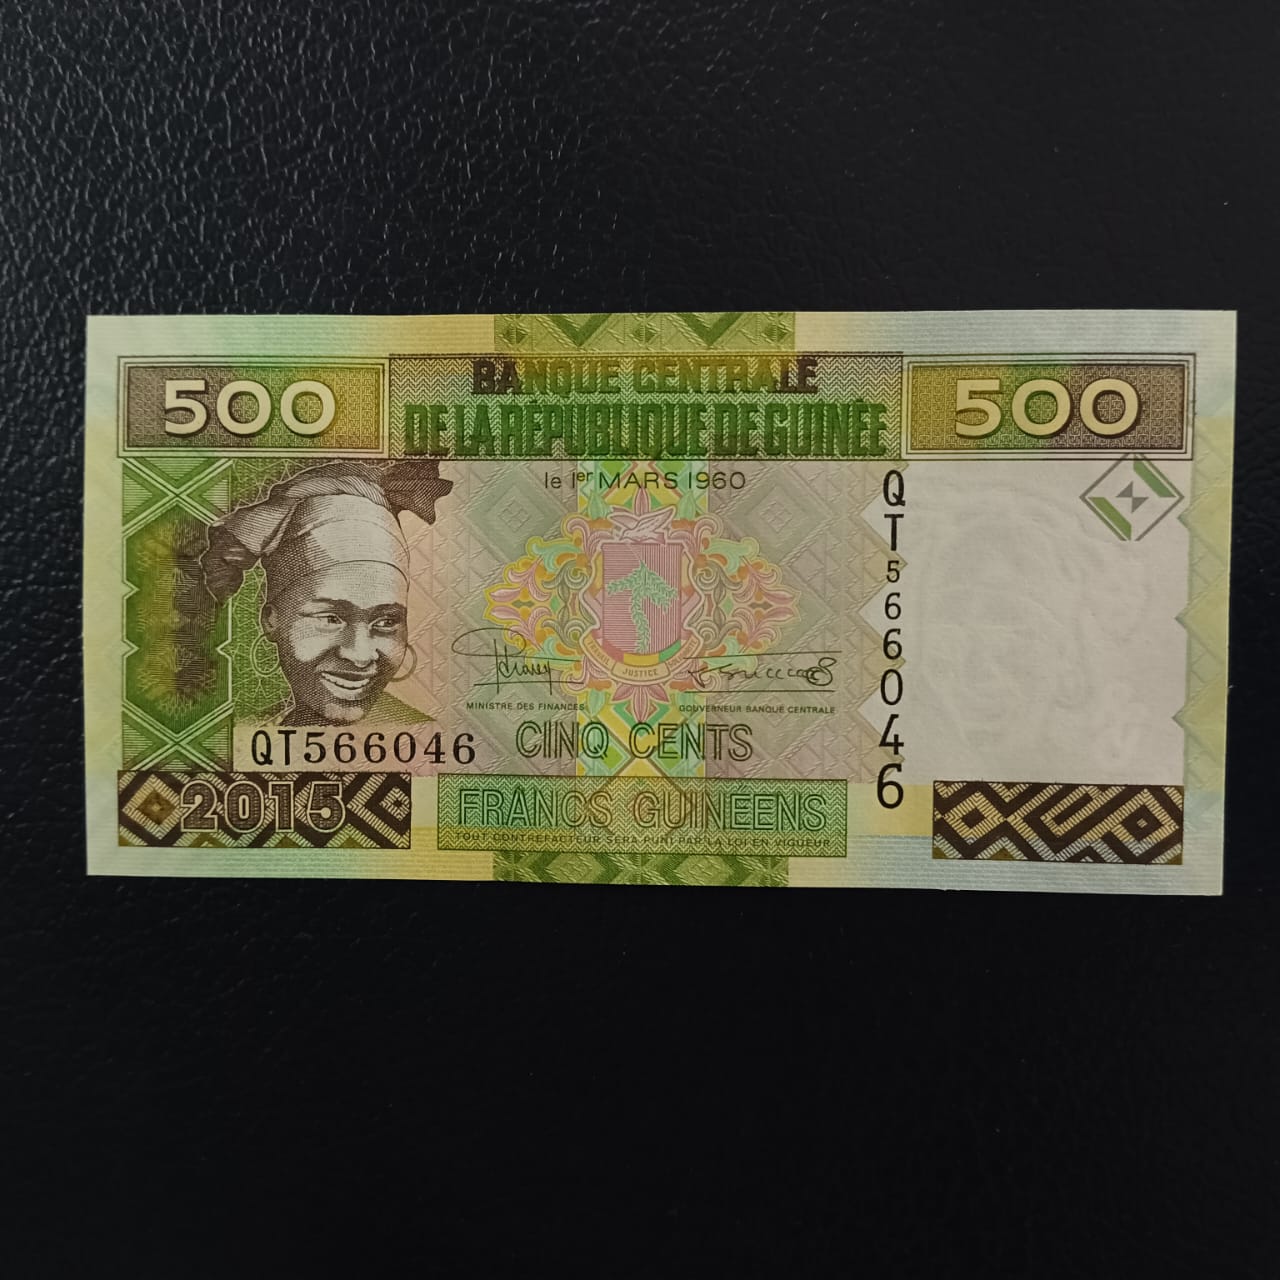 500
BANQUE CENTRALE
DE LA RÉPUBLIQUE DE GUINÉE
500
le 1er MARS 1960
QT566046
JUSTICE
MINISTRE DES FINANCES
GOUVERNEUR BANQUE CENTRALE
QT566046
CINQ CENTS
2015
FRANCS GUINÉENS
TOUT CONTREFACTEUR SERA PUNI PAR LA LOI EN VIGUEUR